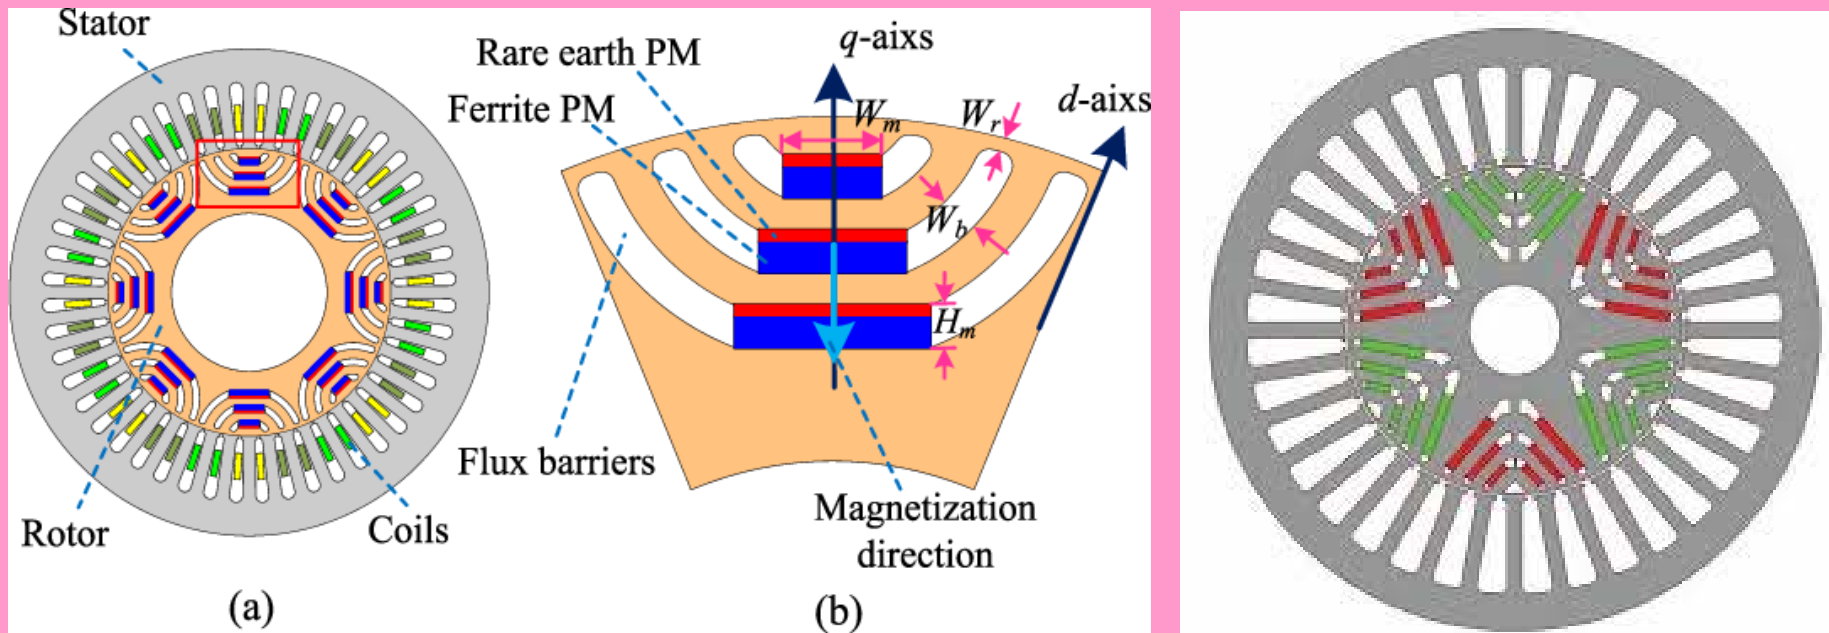 Stator
Rotor
Coils
(a)
Rare earth PM
Ferrite PM
q-aixs
d-aixs
Wm
Wr
Wb
Hm
Flux barriers
Magnetization
direction
(b)